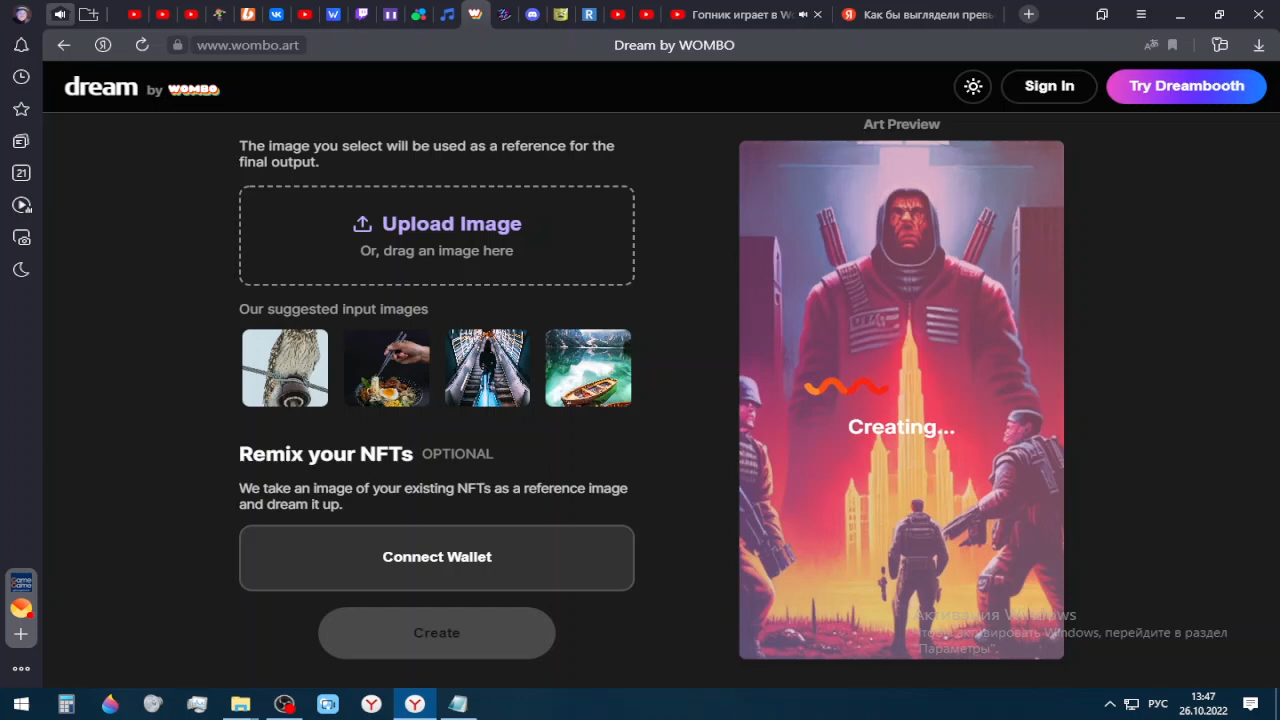 Гопник играет в Wo
Как бы выглядели превы
www.wombo.art
Dream by WOMBO
dream by WOMBO
Sign In
Try Dreambooth
21
The image you select will be used as a reference for the
final output.
Upload Image
Or, drag an image here
Our suggested input images
Remix your NFTs OPTIONAL
We take an image of your existing NFTs as a reference image
and dream it up.
Connect Wallet
Create
Art Preview
Creating...
Активация Windows
Чтобы активировать Windows, перейдите в раздел
"Параметры".
РУС
13:47
26.10.2022